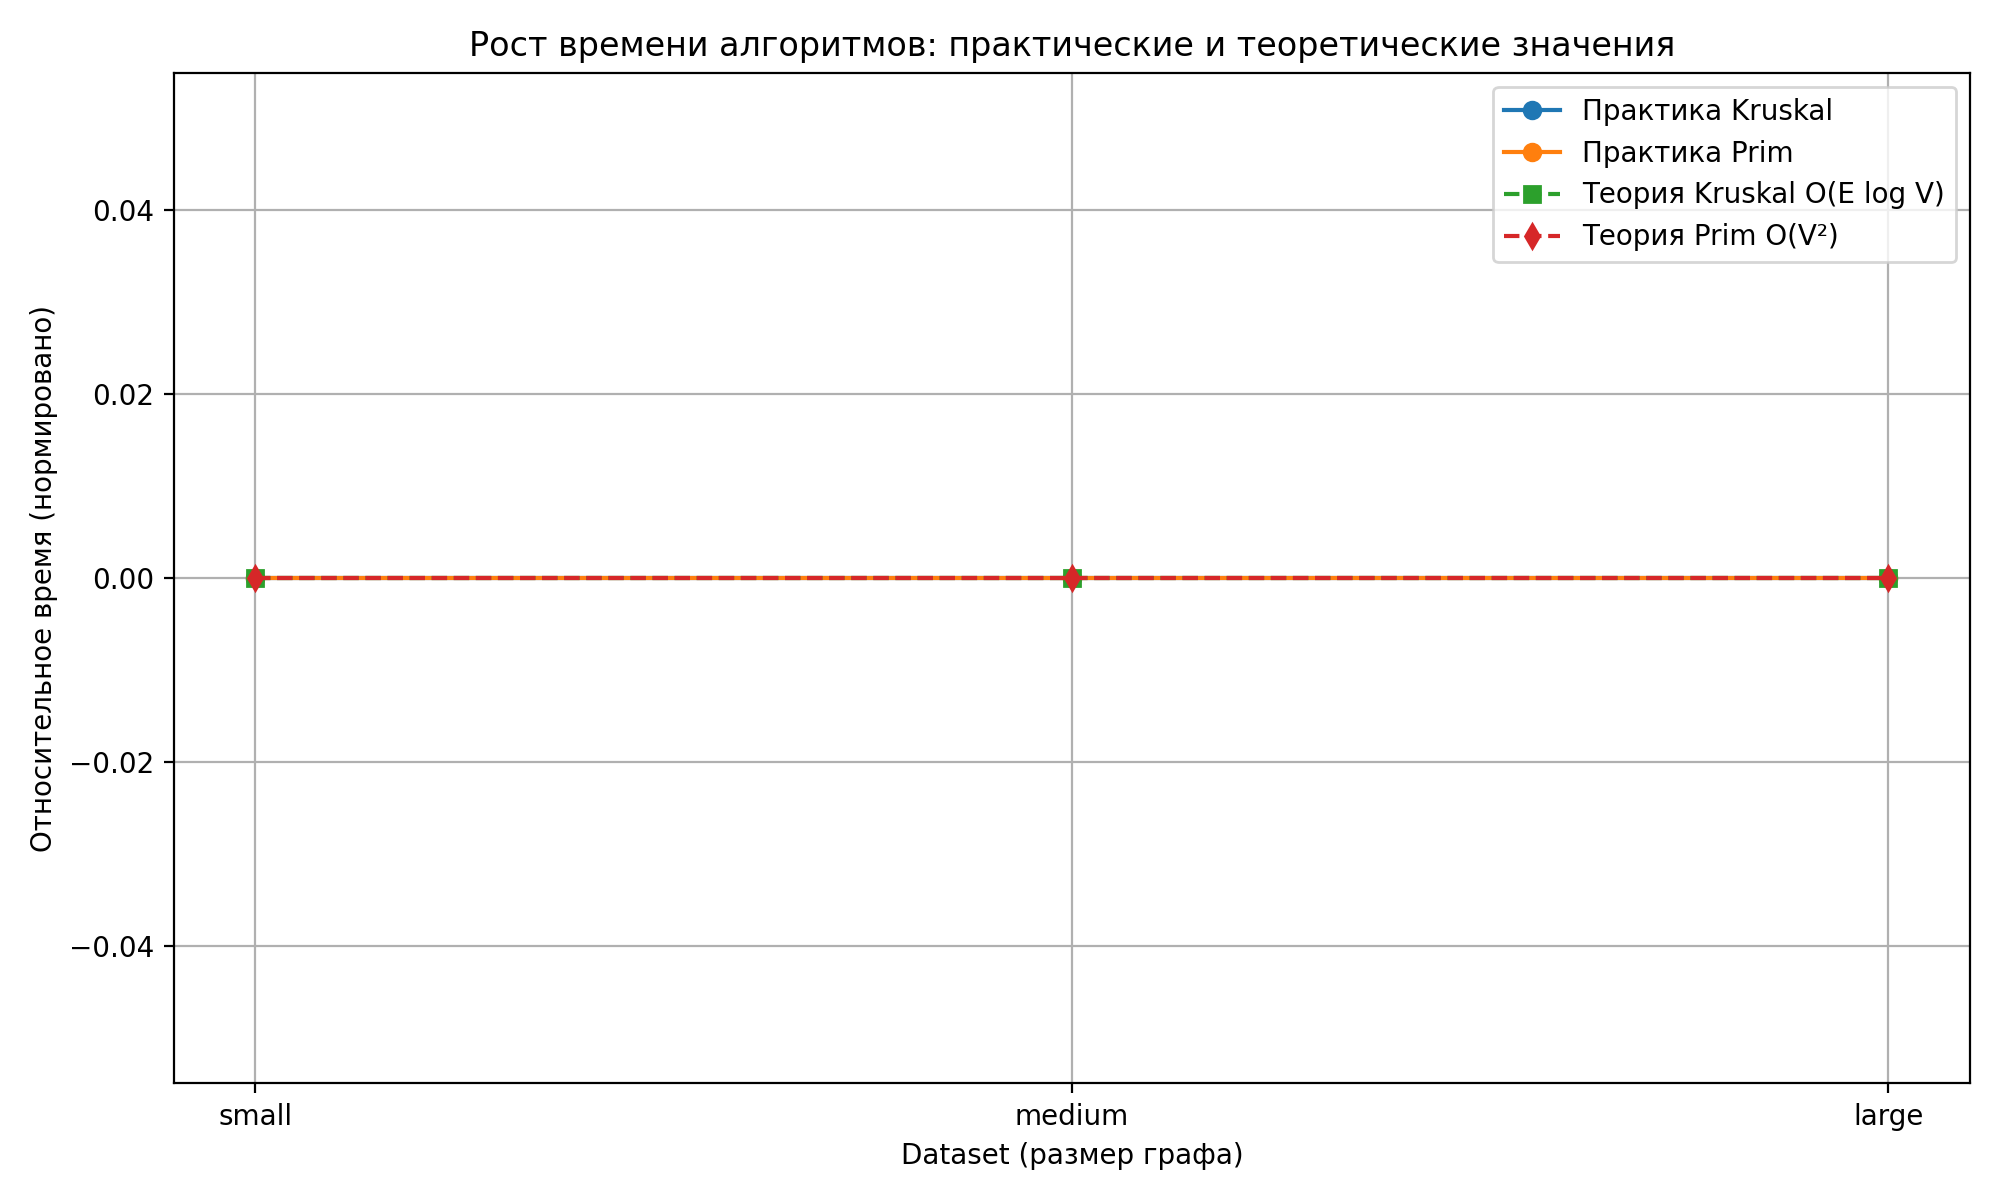 Рост времени алгоритмов: практические и теоретические значения
Практика Kruskal
Практика Prim
Теория Kruskal O(E log V)
Теория Prim O(V²)
Относительное время (нормировано)
0.04
0.02
0.00
−0.02
−0.04
small
medium
large
Dataset (размер графа)